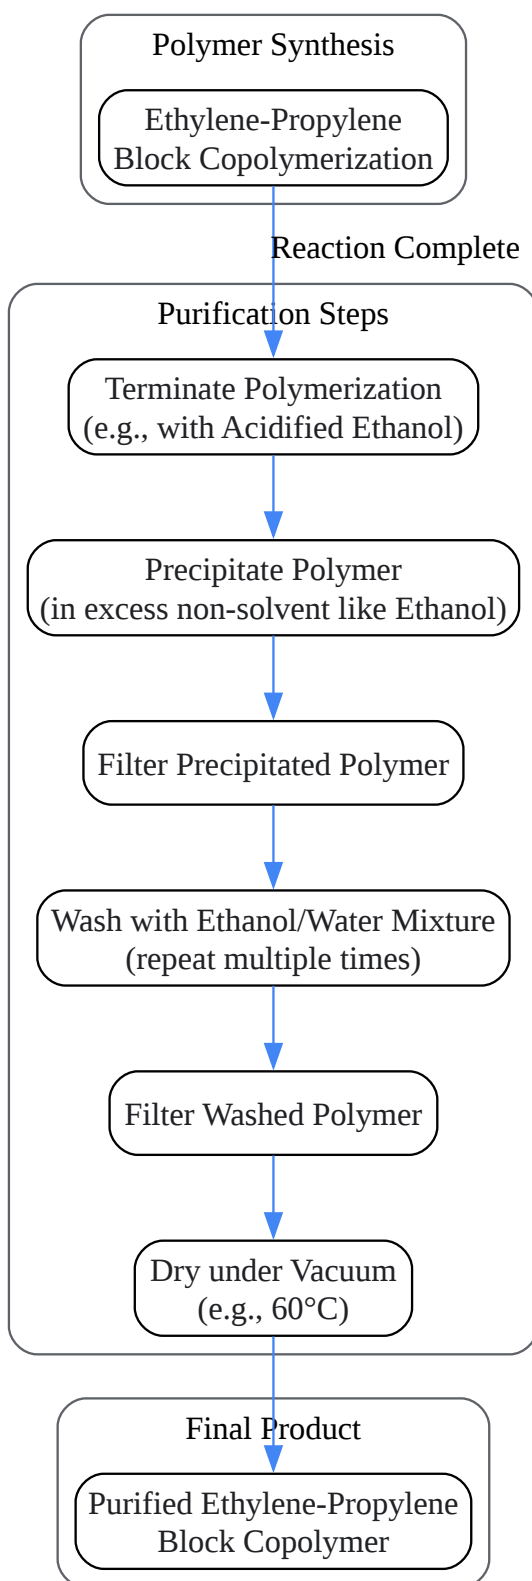 Polymer Synthesis
Ethylene-Propylene
Block Copolymerization
Reaction Complete
Purification Steps
Terminate Polymerization
(e.g., with Acidified Ethanol)
Precipitate Polymer
(in excess non-solvent like Ethanol)
Filter Precipitated Polymer
Wash with Ethanol/Water Mixture
(repeat multiple times)
Filter Washed Polymer
Dry under Vacuum
(e.g., 60°C)
Final Product
Purified Ethylene-Propylene
Block Copolymer